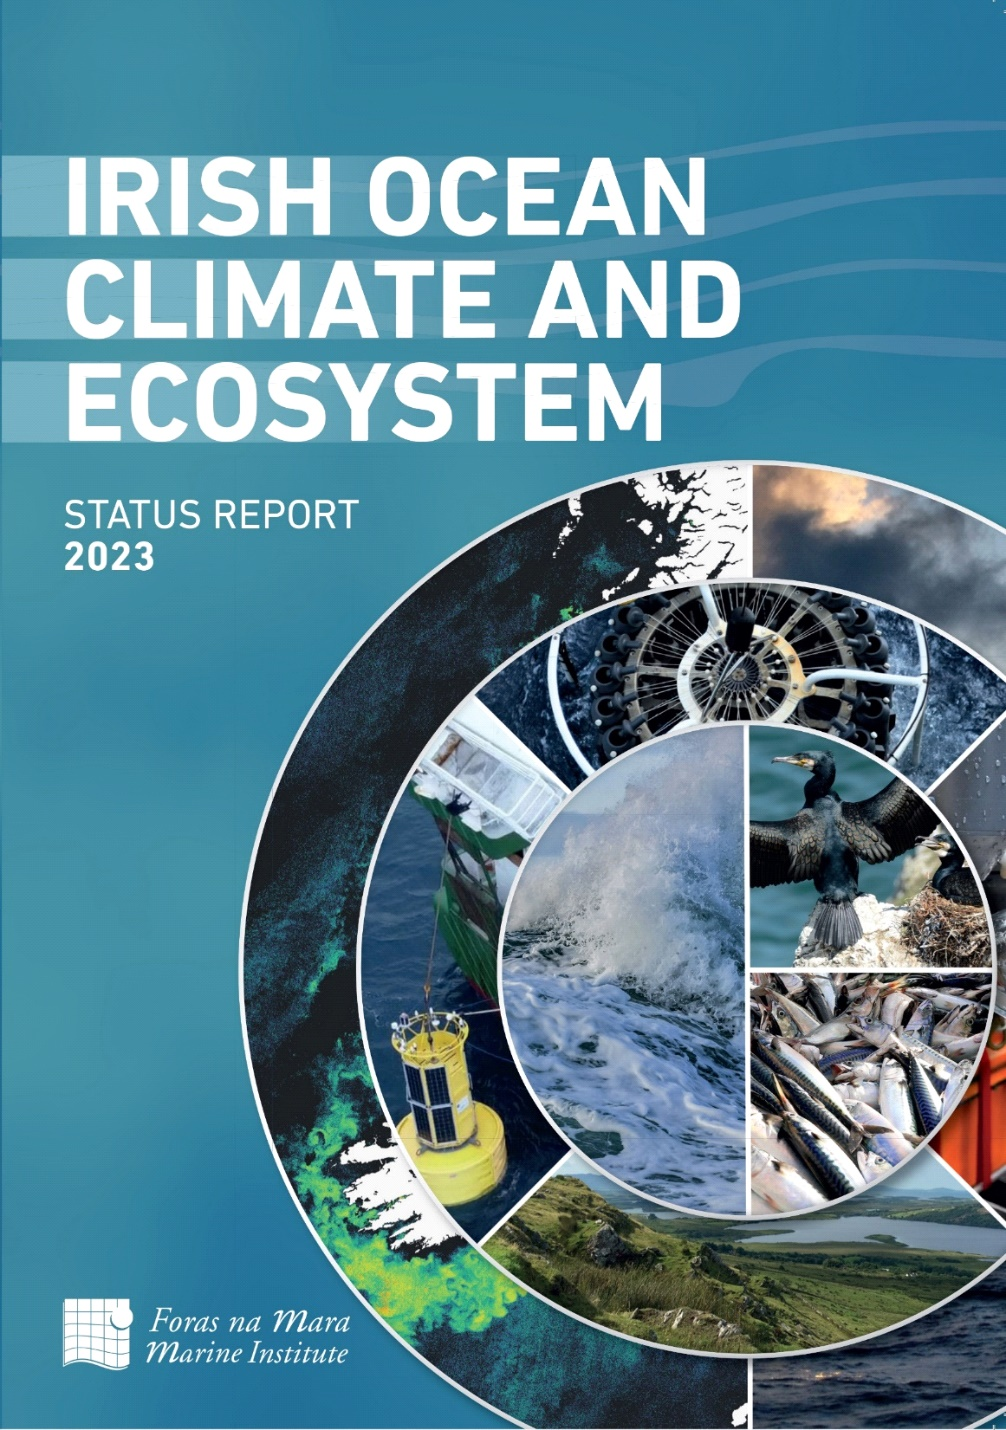 IRISH OCEAN
CLIMATE AND
ECOSYSTEM
STATUS REPORT
2023
Foras na Mara
Marine Institute